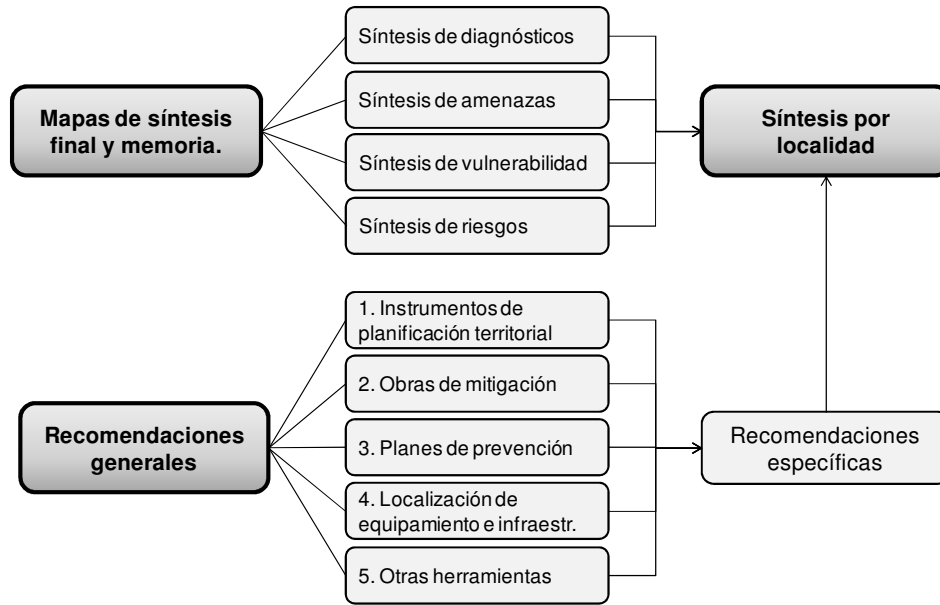 Mapas de síntesis
final y memoria.
Síntesis de diagnósticos
Síntesis de amenazas
Síntesis de vulnerabilidad
Síntesis de riesgos
Síntesis por
localidad
Recomendaciones
generales
1. Instrumentos de
planificación territorial
2. Obras de mitigación
3. Planes de prevención
4. Localización de
equipamiento e infraestr.
5. Otras herramientas
Recomendaciones
específicas